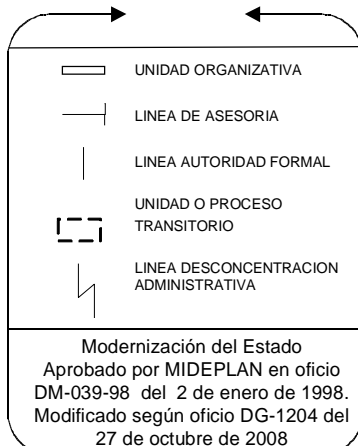 UNIDAD ORGANIZATIVA
LINEA DE ASESORIA
LINEA AUTORIDAD FORMAL
UNIDAD O PROCESO
TRANSITORIO
LINEA DESCONCENTRACION
ADMINISTRATIVA
Modernización del Estado
Aprobado por MIDEPLAN en oficio
DM-039-98 del 2 de enero de 1998.
Modificado según oficio DG-1204 del
27 de octubre de 2008